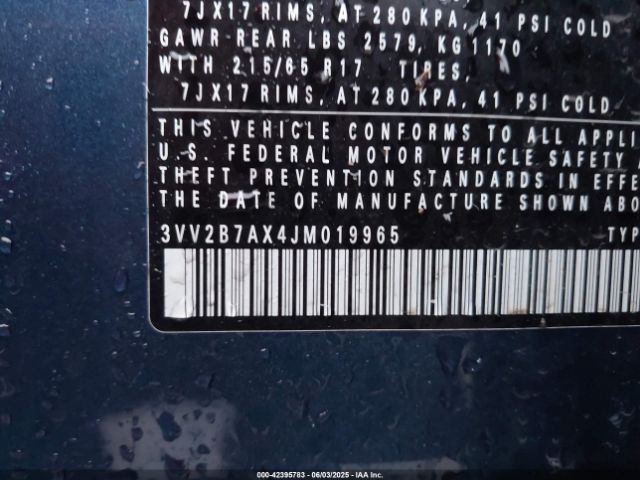 7JX17 RIMS, AT 280 KPA, 41 PSI COLD
GAWR REAR LBS 2579, KG 1170
WITH 215/65 R17 TIRES,
7JX17 RIMS, AT 280 KPA, 41 PSI COLD
THIS VEHICLE CONFORMS TO ALL APPLI
U.S. FEDERAL MOTOR VEHICLE SAFETY
THEFT PREVENTION STANDARDS IN EFFE
THE DATE OF MANUFACTURE SHOWN ABO
3VV2B7AX4JM019965 TYP
000-42395783 - 06/03/2025 - IAA Inc.